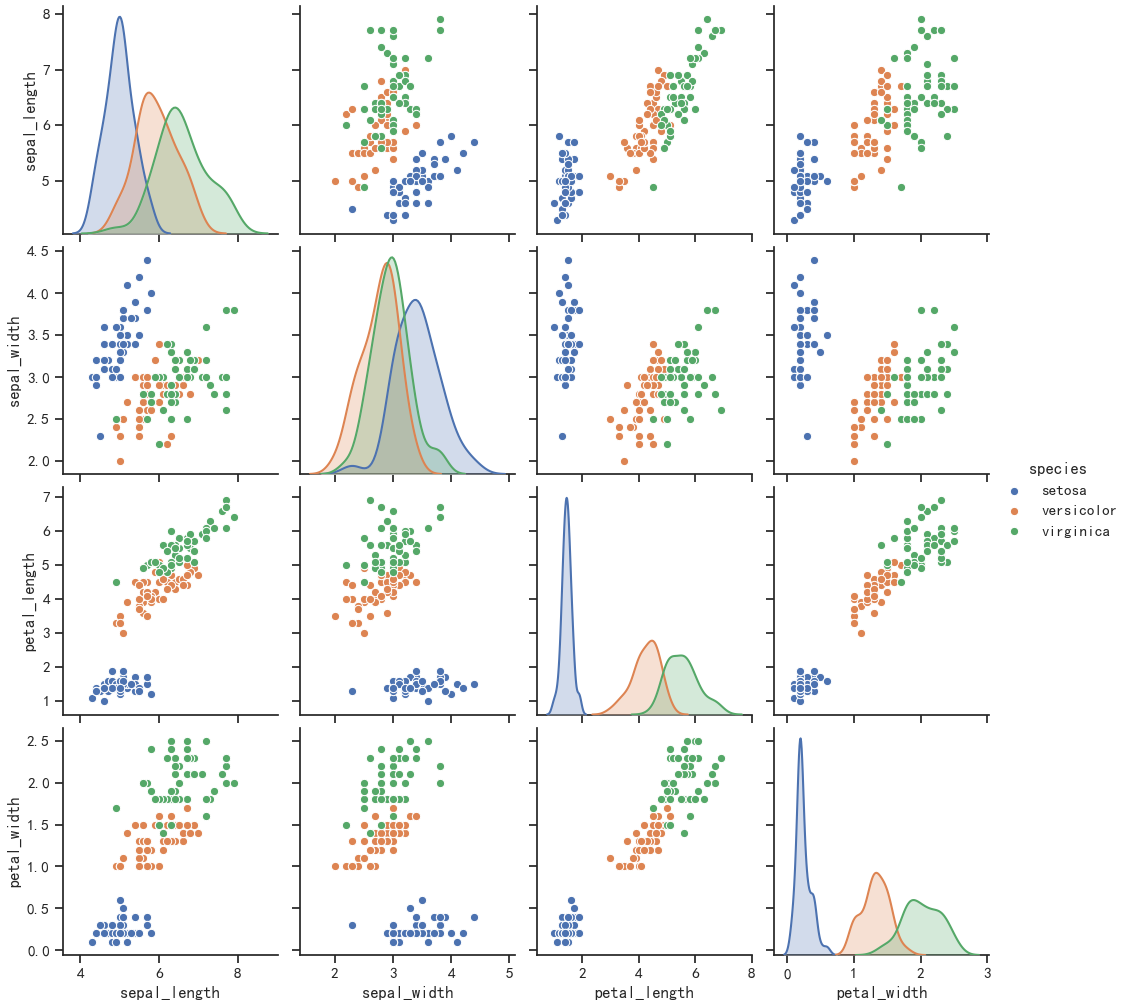 8
7
6
5
sepal_length
4.5
4.0
3.5
3.0
2.5
2.0
sepal_width
species
setosa
versicolor
virginica
7
6
5
4
3
2
1
petal_length
2.5
2.0
1.5
1.0
0.5
0.0
petal_width
4 6 8 2 3 4 5 2 4 6 8 0 1 2 3
sepal_length sepal_width petal_length petal_width